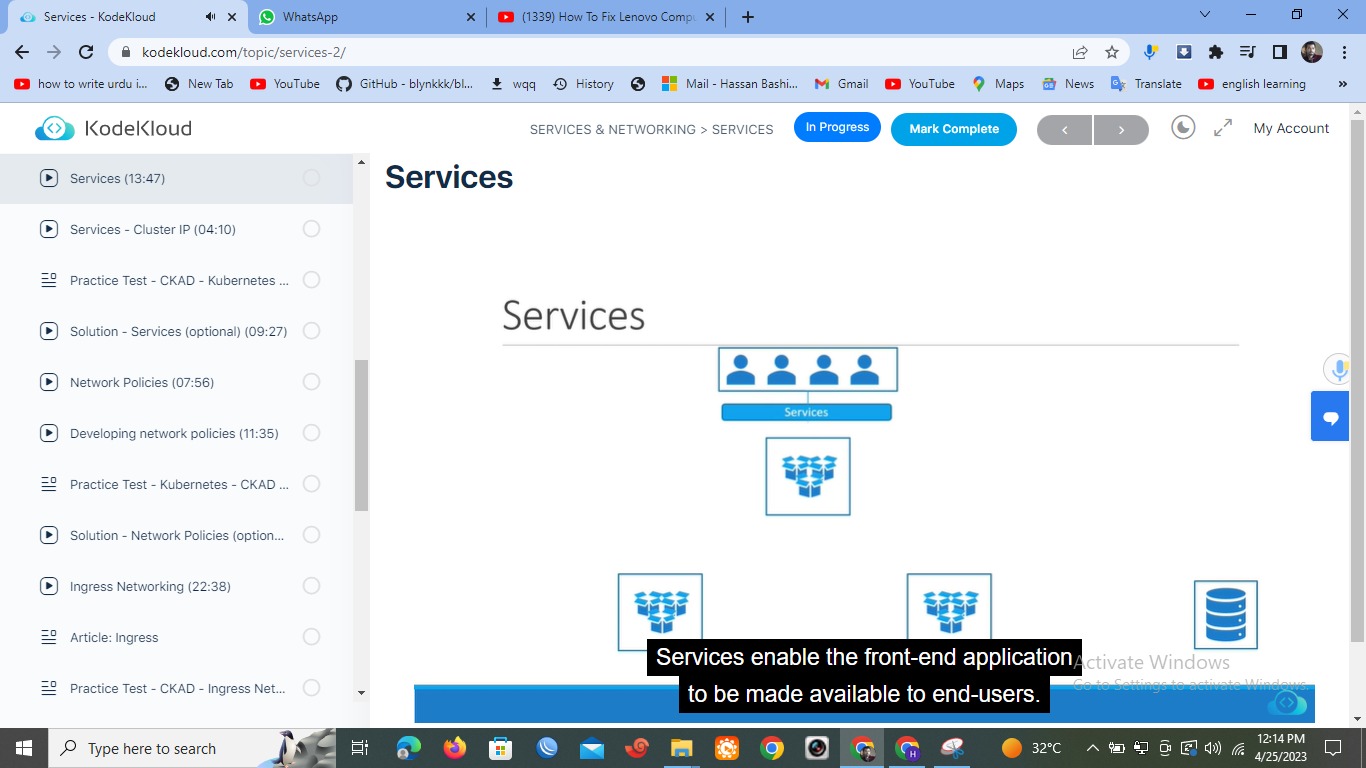 Services - KodeKloud
WhatsApp
(1339) How To Fix Lenovo Compu
kodekloud.com/topic/services-2/
how to write urdu i...
New Tab
YouTube
GitHub - blynkkk/bl...
wqq
History
Mail - Hassan Bashi...
Gmail
YouTube
Maps
News
Translate
english learning
»
KodeKloud
SERVICES & NETWORKING > SERVICES
In Progress
Mark Complete
My Account
Services (13:47)
Services - Cluster IP (04:10)
Practice Test - CKAD - Kubernetes ...
Solution - Services (optional) (09:27)
Network Policies (07:56)
Developing network policies (11:35)
Practice Test - Kubernetes - CKAD ...
Solution - Network Policies (option...
Ingress Networking (22:38)
Article: Ingress
Practice Test - CKAD - Ingress Net...
Services
Services
Services
Services enable the front-end application
to be made available to end-users.
Activate Windows
Go to Settings to activate Windows.
Type here to search
H
32°C
12:14 PM
4/25/2023